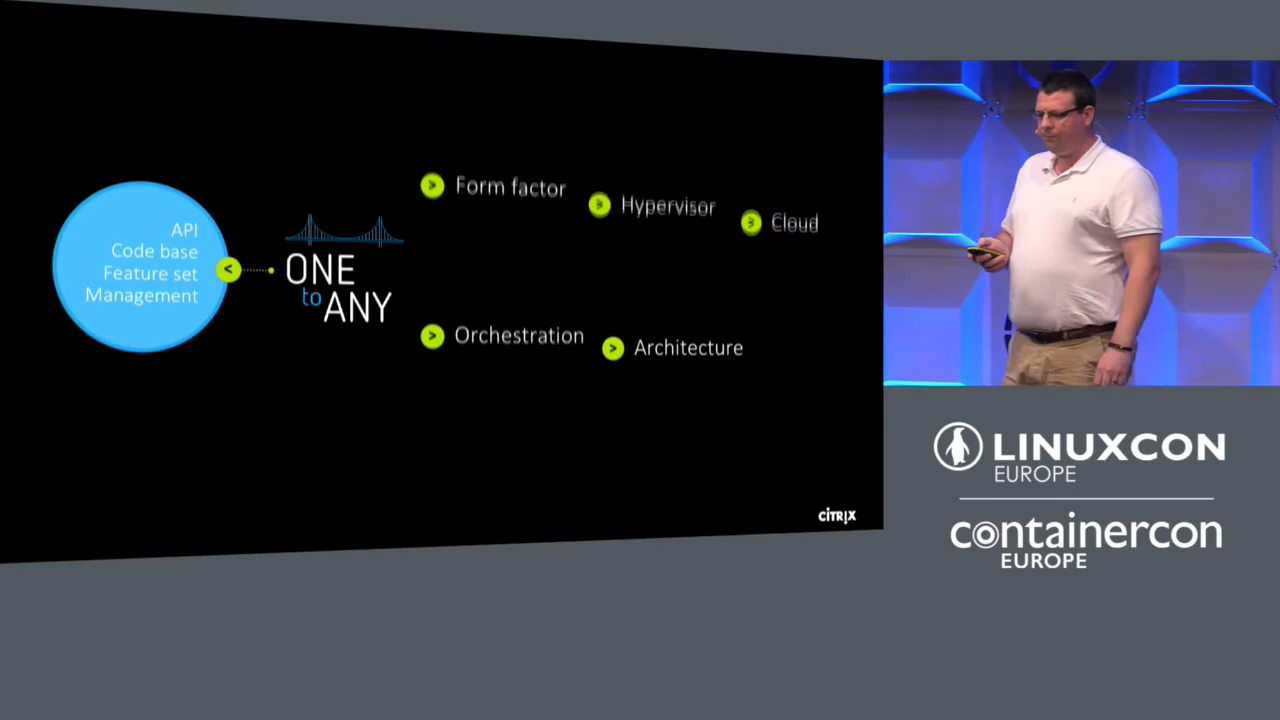 API
Code base
Feature set
Management
<
ONE
to
ANY
> Form factor
> Hypervisor
> Cloud
> Orchestration
> Architecture
CITRIX
LINUXCON
EUROPE
containercon
EUROPE